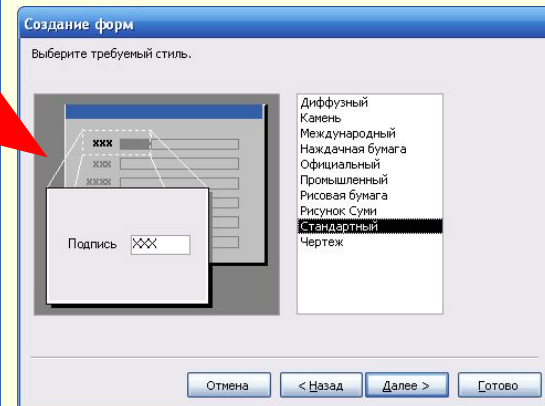 Создание форм
Выберите требуемый стиль.
xxx
xxx
xxxx
Подпись XXX
Диффузный
Камень
Международный
Наждачная бумага
Официальный
Промышленный
Рисовая бумага
Рисунок Суми
Стандартный
Чертеж
Отмена
< Назад
Далее >
Готово